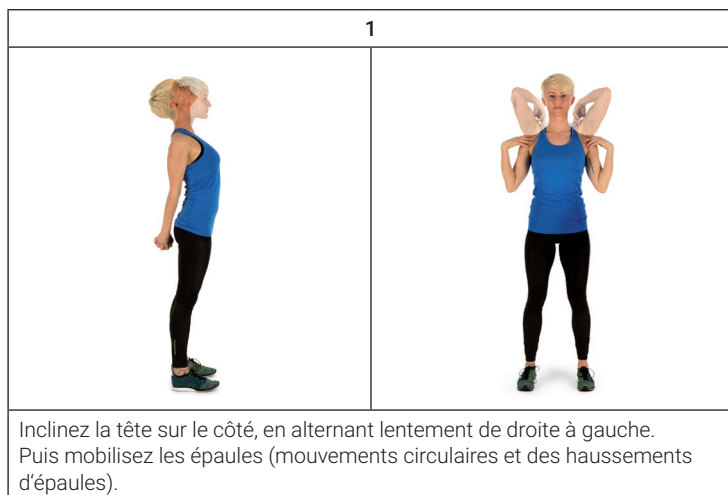 1
Inclinez la tête sur le côté, en alternant lentement de droite à gauche.
Puis mobilisez les épaules (mouvements circulaires et des haussements
d‘épaules).